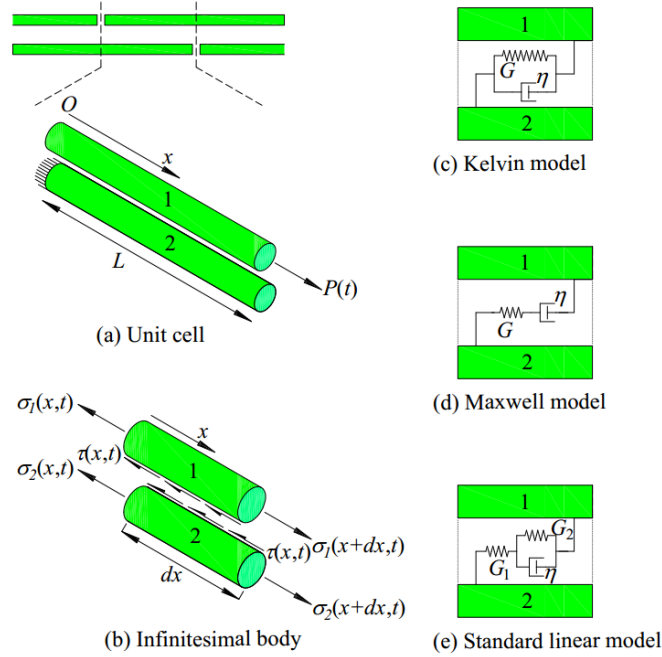 O
x
1
2
L
P(t)
(a) Unit cell
σ1(x,t)
x
σ2(x,t)
τ(x,t)
1
2
τ(x,t)
σ1(x+dx,t)
dx
σ2(x+dx,t)
(b) Infinitesimal body
1
G
η
2
(c) Kelvin model
1
η
G
2
(d) Maxwell model
1
G2
G1
η
2
(e) Standard linear model